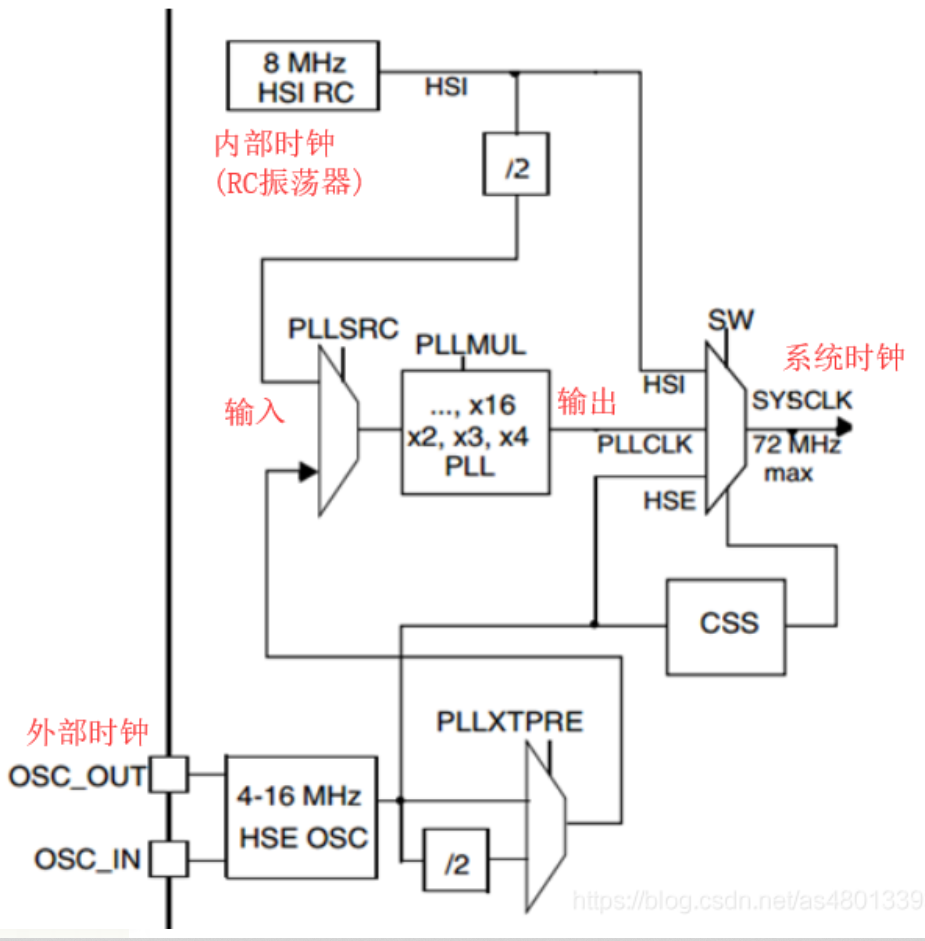 8 MHz
HSI RC
HSI
内部时钟
(RC振荡器)
/2
PLLSRC
PLLMUL
SW
系统时钟
输入
..., x16
x2, x3, x4
PLL
输出
HSI
PLLCLK
HSE
SYSCLK
72 MHz
max
CSS
外部时钟
OSC_OUT
OSC_IN
4-16 MHz
HSE OSC
PLLXTPRE
/2
https://blog.csdn.net/as4801339